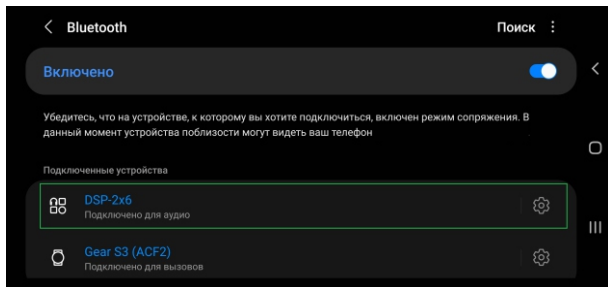 Bluetooth
Поиск
Включено
Убедитесь, что на устройстве, к которому вы хотите подключиться, включен режим сопряжения. В
данный момент устройства поблизости могут видеть ваш телефон
Подключенные устройства
DSP-2x6
Подключено для аудио
Gear S3 (ACF2)
Подключено для вызовов